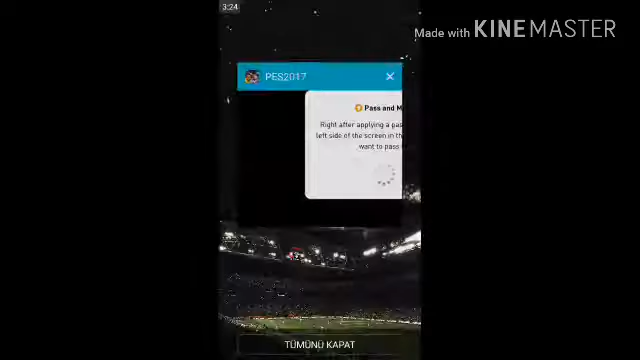 3:24
Made with KINEMASTER
PES2017
Pass and M
Right after applying a pas
left side of the screen in th
want to pass
TÜMÜNÜ KAPAT